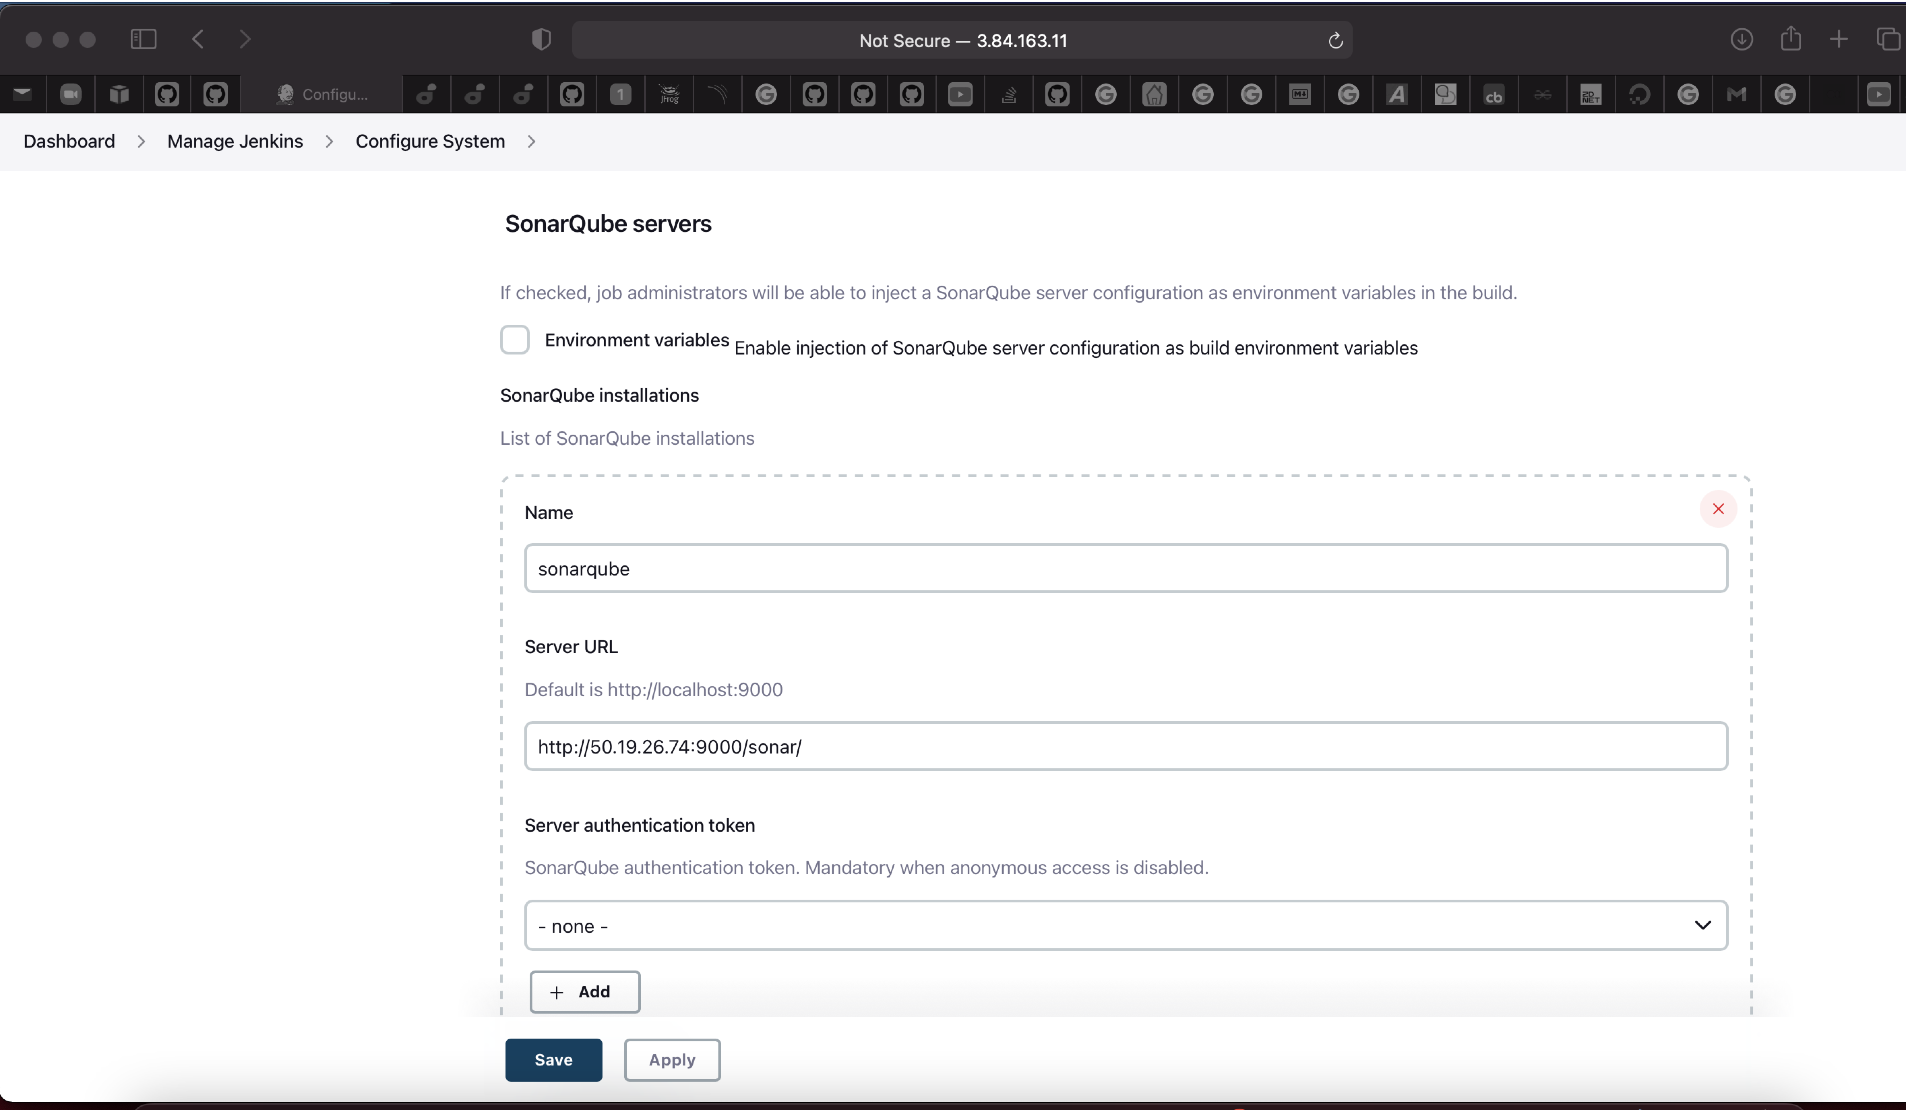 Not Secure — 3.84.163.11
1
JFrog
Configu...
A
cb
Dashboard > Manage Jenkins > Configure System >
SonarQube servers
If checked, job administrators will be able to inject a SonarQube server configuration as environment variables in the build.
Environment variables Enable injection of SonarQube server configuration as build environment variables
SonarQube installations
List of SonarQube installations
Name
sonarqube
Server URL
Default is http://localhost:9000
http://50.19.26.74:9000/sonar/
Server authentication token
SonarQube authentication token. Mandatory when anonymous access is disabled.
- none -
+ Add
Save Apply